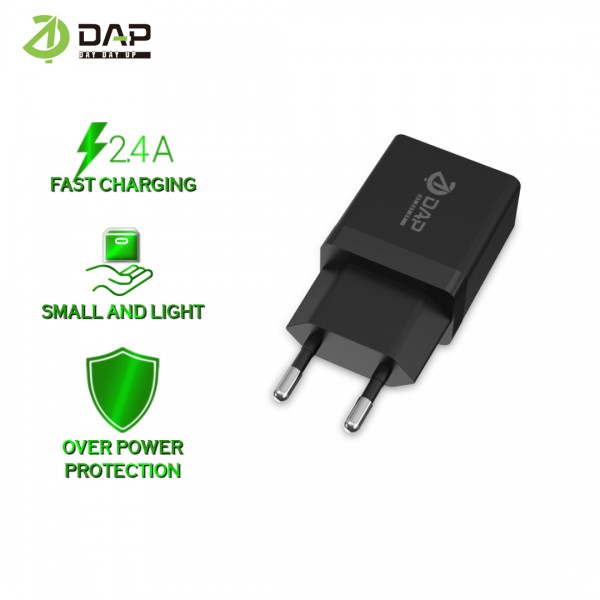 DAP
DAY DAY UP
2.4A
FAST CHARGING
SMALL AND LIGHT
OVER POWER
PROTECTION
DAP